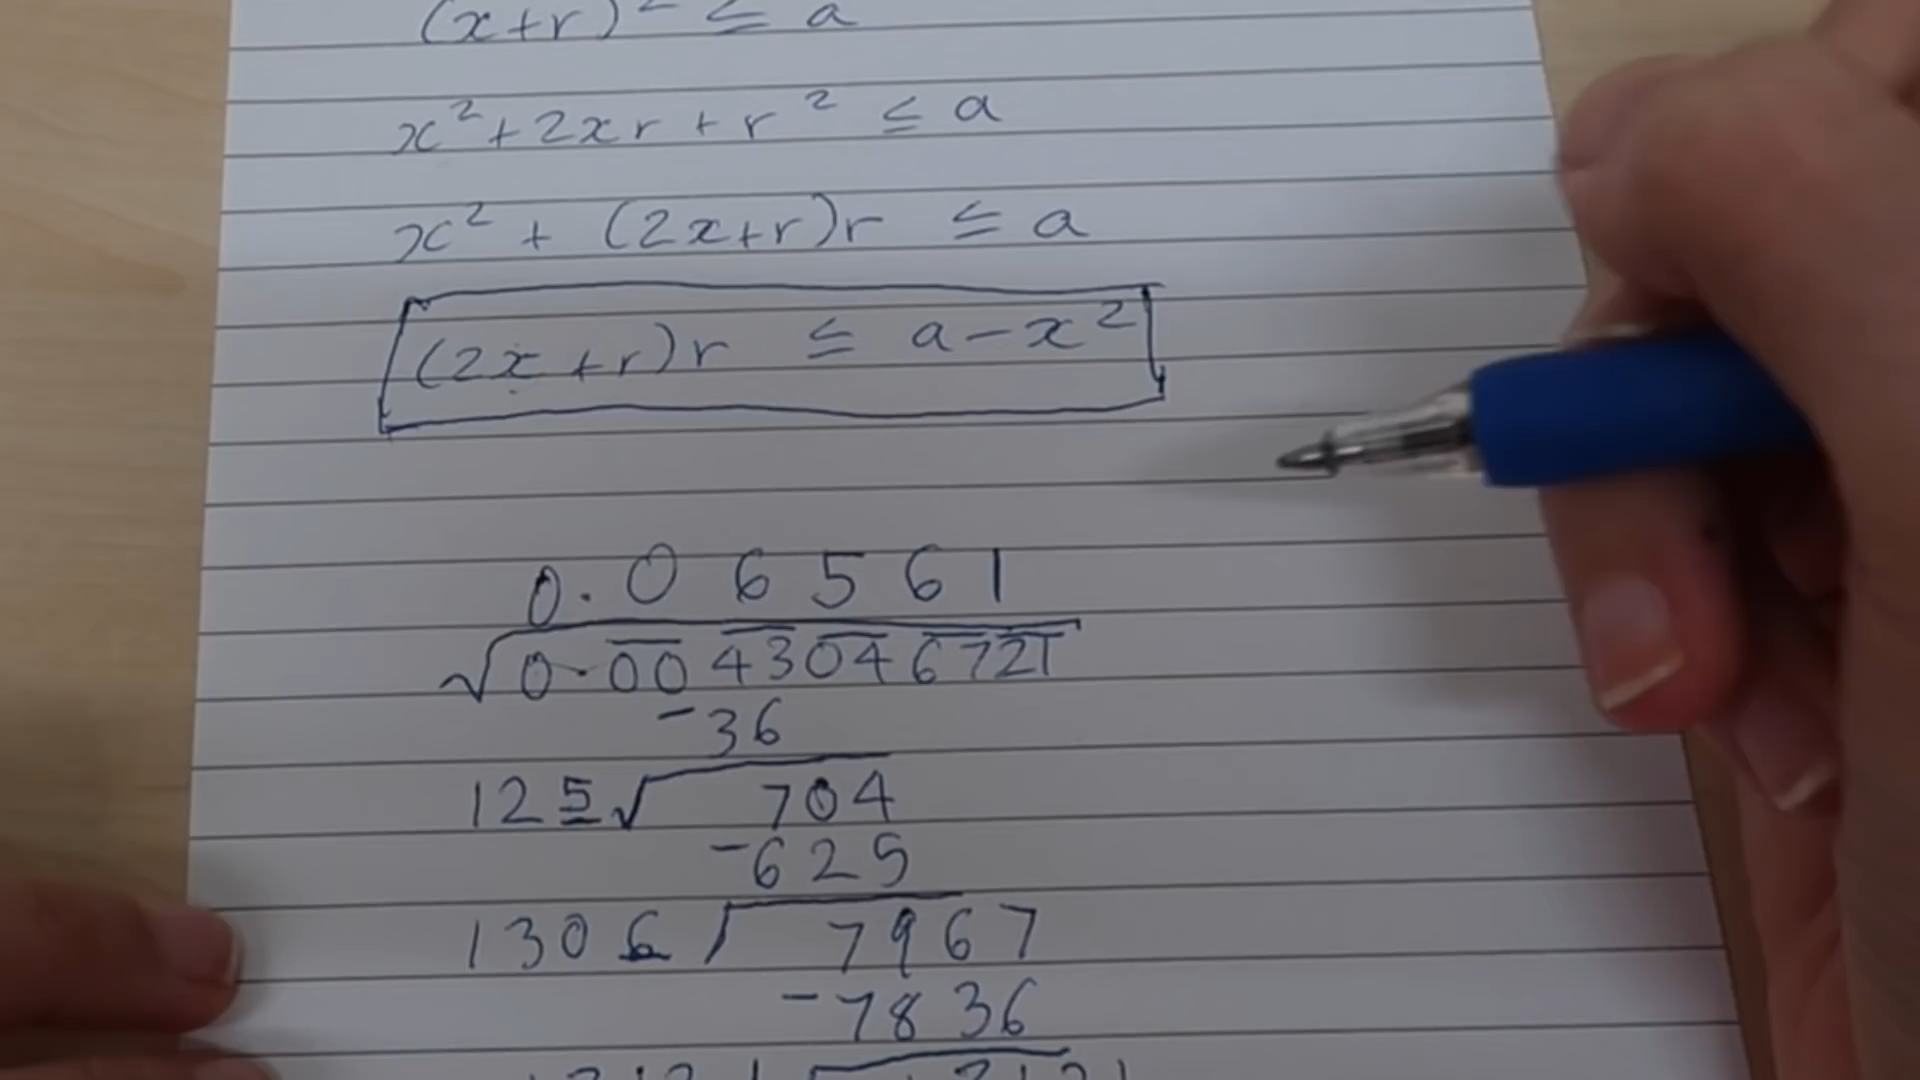 (x+r)² ≤ a
x²+2xr+r² ≤ a
x² + (2x+r)r ≤ a
(2x+r)r ≤ a-x²
0.06561
√0.0043046721
-36
125√704
-625
1306√7967
-7836